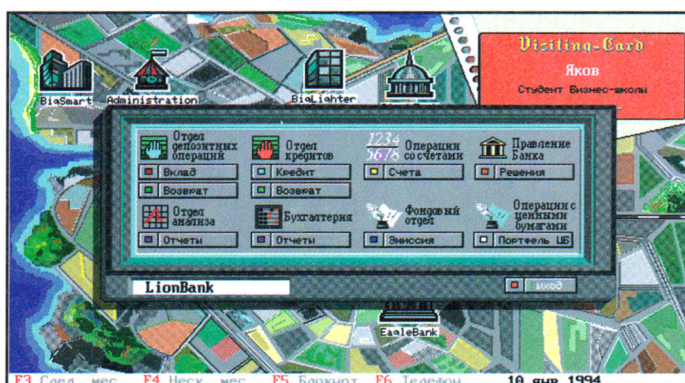 Visiting-Card
Яков
Студент Бизнес-школы
BigSmart
Administration
BigLighter
Отдел депозитных операций
Отдел кредитов
1234 5678
Операции со счетами
Правление Банка
Вклад
Кредит
Счета
Решения
Возврат
Возврат
Отдел анализа
Бухгалтерия
Фондовый отдел
Операции с ценными бумагами
Отчеты
Отчеты
Эмиссия
Портфель ЦБ
LionBank
Выход
EagleBank
F3 След. мес. F4 Неск. мес. F5 Блокнот F6 Телефон 10 янв 1994